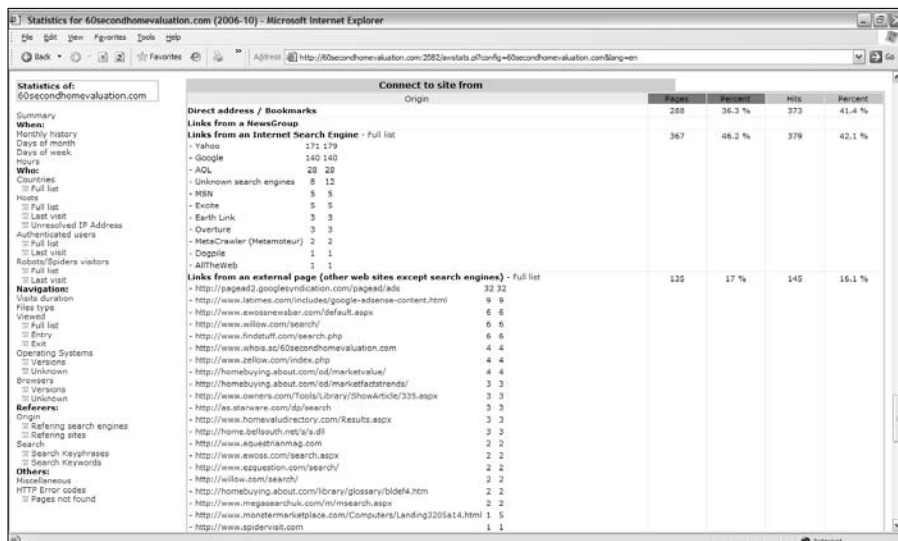 Statistics for 60secondhomevaluation.com (2006-10) - Microsoft Internet Explorer
File Edit View Favorites Tools Help
Back Favorites Address http://60secondhomevaluation.com:2082/awstats.pl?config=60secondhomevaluation.com&lang=en Go
Statistics of:
60secondhomevaluation.com
Summary
When:
Monthly history
Days of month
Days of week
Hours
Who:
Countries
Full list
Hosts
Full list
Last visit
Unresolved IP Address
Authenticated users
Full list
Last visit
Robots/Spiders visitors
Full list
Last visit
Navigation:
Visits duration
Files type
Viewed
Full list
Entry
Exit
Operating Systems
Versions
Unknown
Browsers
Versions
Unknown
Referers:
Origin
Refering search engines
Refering sites
Search
Search Keyphrases
Search Keywords
Others:
Miscellaneous
HTTP Error codes
Pages not found
Connect to site from
Origin Pages Percent Hits Percent
Direct address / Bookmarks 288 36.3 % 373 41.4 %
Links from a NewsGroup
Links from an Internet Search Engine - Full list 367 46.2 % 379 42.1 %
- Yahoo 171 179
- Google 140 140
- AOL 28 28
- Unknown search engines 8 12
- MSN 5 5
- Excite 5 5
- Earth Link 3 3
- Overture 3 3
- MetaCrawler (Metamoteur) 2 2
- Dogpile 1 1
- AllTheWeb 1 1
Links from an external page (other web sites except search engines) - Full list 135 17 % 145 16.1 %
- http://pagead2.googlesyndication.com/pagead/ads 32 32
- http://www.latimes.com/includes/google-adsense-content.html 9 9
- http://www.ewossnewsbar.com/default.aspx 6 6
- http://www.willow.com/search/ 6 6
- http://www.findstuff.com/search.php 6 6
- http://www.whois.sc/60secondhomevaluation.com 4 4
- http://www.zellow.com/index.php 4 4
- http://homebuying.about.com/od/marketvalue/ 4 4
- http://homebuying.about.com/od/marketfactstrends/ 3 3
- http://www.owners.com/Tools/Library/ShowArticle/335.aspx 3 3
- http://as.starware.com/dp/search 3 3
- http://www.homevaludirectory.com/Results.aspx 3 3
- http://home.bellsouth.net/s/s.dll 3 3
- http://www.equestrianmag.com 2 2
- http://www.ewoss.com/search.aspx 2 2
- http://www.ezquestion.com/search/ 2 2
- http://willow.com/search/ 2 2
- http://homebuying.about.com/library/glossary/bldef4.htm 2 2
- http://www.megasearchuk.com/m/msearch.aspx 2 2
- http://www.monstermarketplace.com/Computers/Landing3205a14.html 1 5
- http://www.spidervisit.com 1 1
Internet